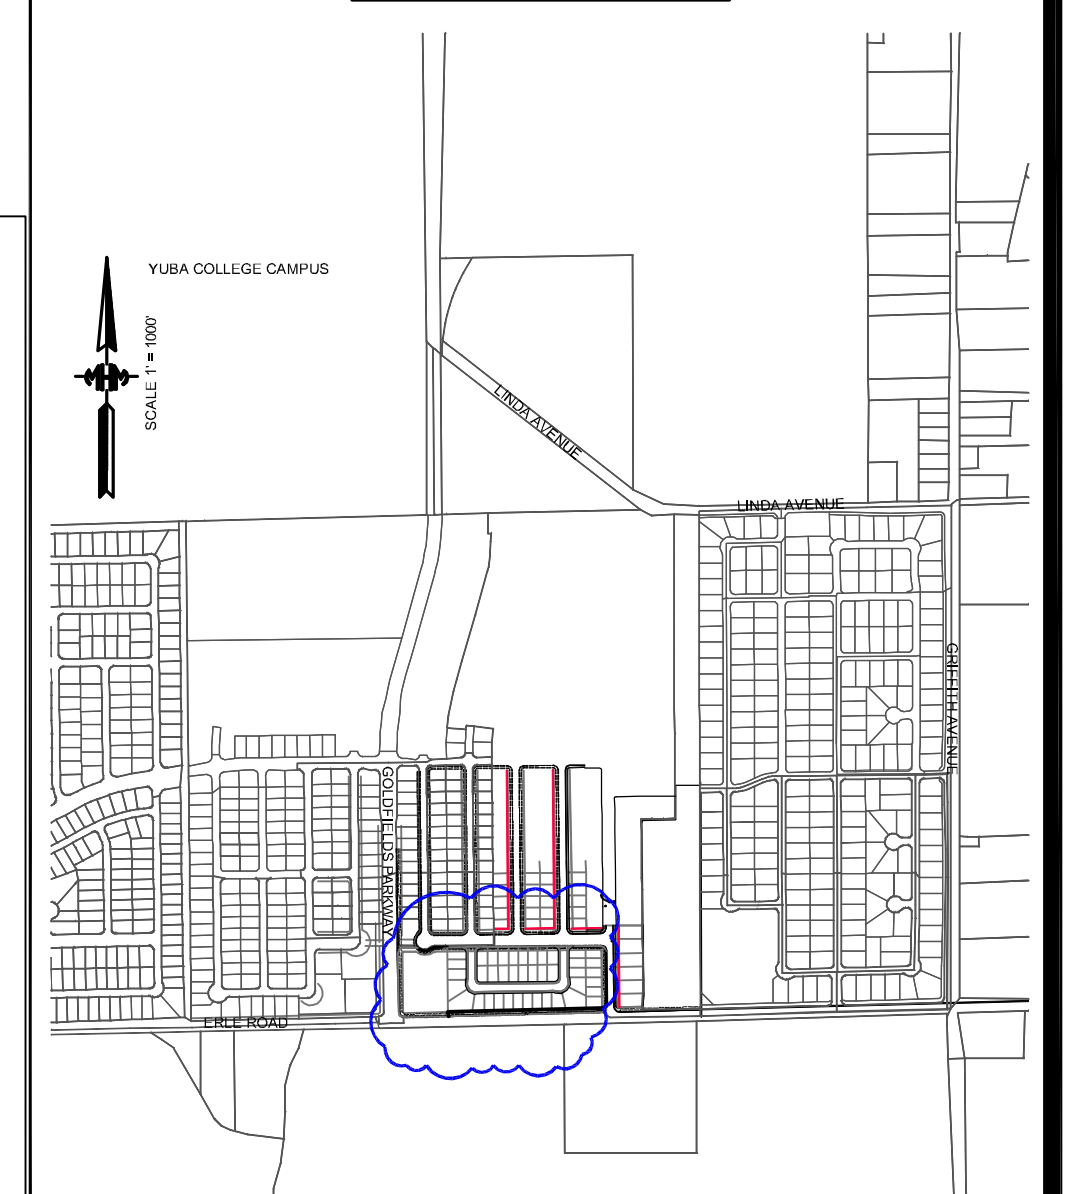 YUBA COLLEGE CAMPUS
SCALE 1' = 1000'
LINDA AVENUE
LINDA AVENUE
GRIFFITH AVENUE
GOLDFIELDS PARKWAY
ERLE ROAD